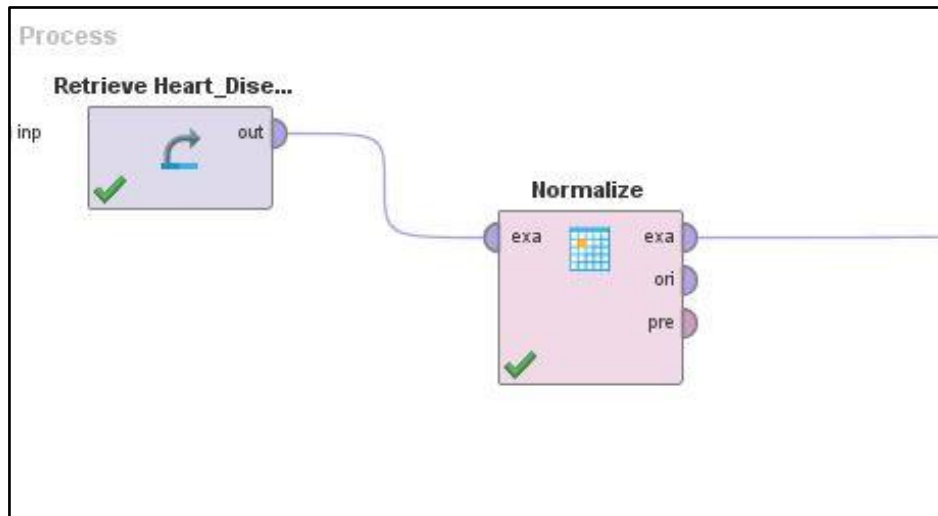 Process
Retrieve Heart_Dise...
inp
out
Normalize
exa
exa
ori
pre